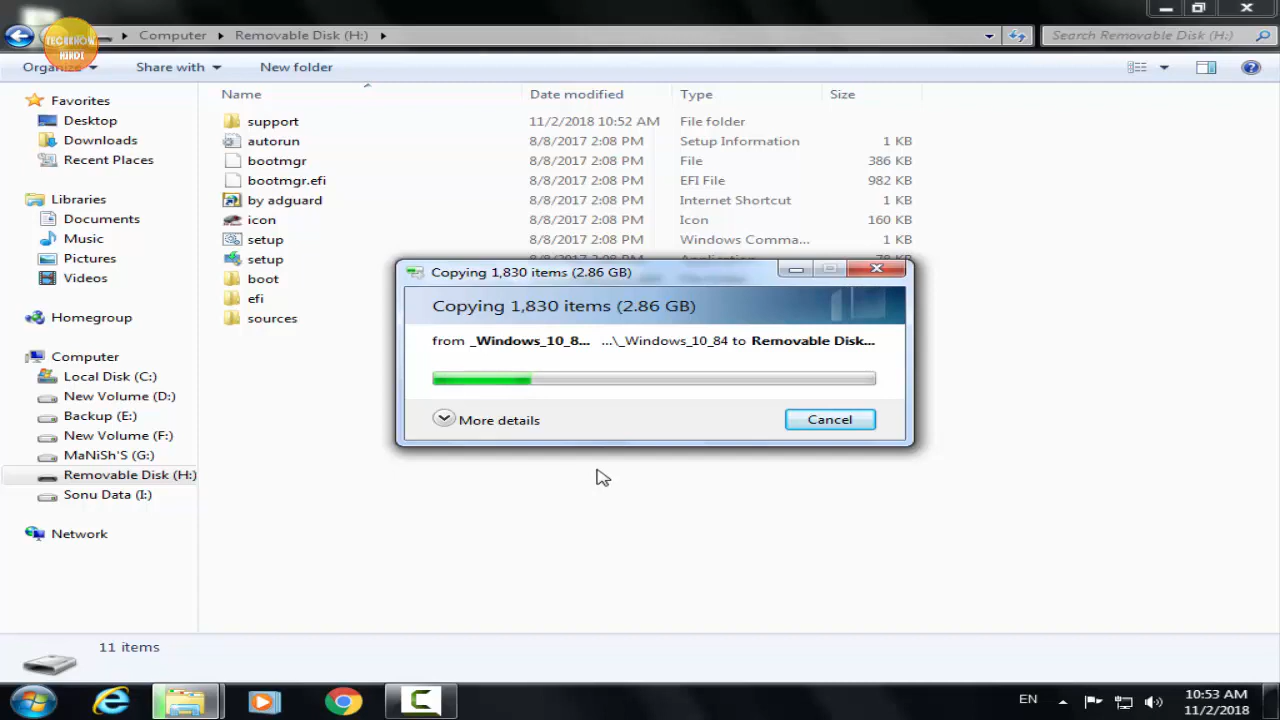 TECHKNOW
HINDI
Computer Removable Disk (H:) Search Removable Disk (H:)
Organize Share with New folder
Name Date modified Type Size
Favorites
Desktop
Downloads
Recent Places
Libraries
Documents
Music
Pictures
Videos
Homegroup
Computer
Local Disk (C:)
New Volume (D:)
Backup (E:)
New Volume (F:)
MaNiSh'S (G:)
Removable Disk (H:)
Sonu Data (I:)
Network
support 11/2/2018 10:52 AM File folder
autorun 8/8/2017 2:08 PM Setup Information 1 KB
bootmgr 8/8/2017 2:08 PM File 386 KB
bootmgr.efi 8/8/2017 2:08 PM EFI File 982 KB
by adguard 8/8/2017 2:08 PM Internet Shortcut 1 KB
icon 8/8/2017 2:08 PM Icon 160 KB
setup 8/8/2017 2:08 PM Windows Comma... 1 KB
setup
boot
efi
sources
Copying 1,830 items (2.86 GB)
Copying 1,830 items (2.86 GB)
from _Windows_10_8... ...\_Windows_10_84 to Removable Disk...
More details Cancel
11 items
EN 10:53 AM
11/2/2018